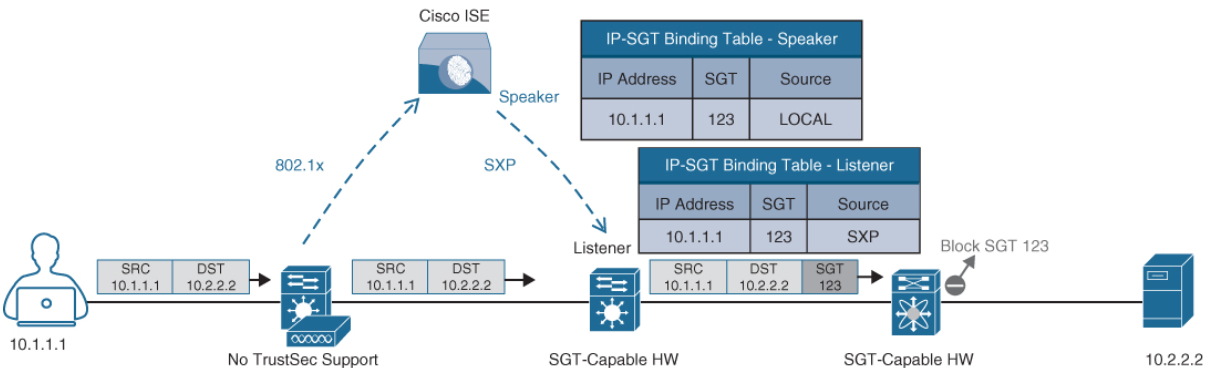 Cisco ISE
Speaker
802.1x
SXP
IP-SGT Binding Table - Speaker
IP Address SGT Source
10.1.1.1 123 LOCAL
IP-SGT Binding Table - Listener
IP Address SGT Source
10.1.1.1 123 SXP
Listener
Block SGT 123
SRC DST
10.1.1.1 10.2.2.2
SRC DST
10.1.1.1 10.2.2.2
SRC DST SGT
10.1.1.1 10.2.2.2 123
10.1.1.1
No TrustSec Support
SGT-Capable HW
SGT-Capable HW
10.2.2.2